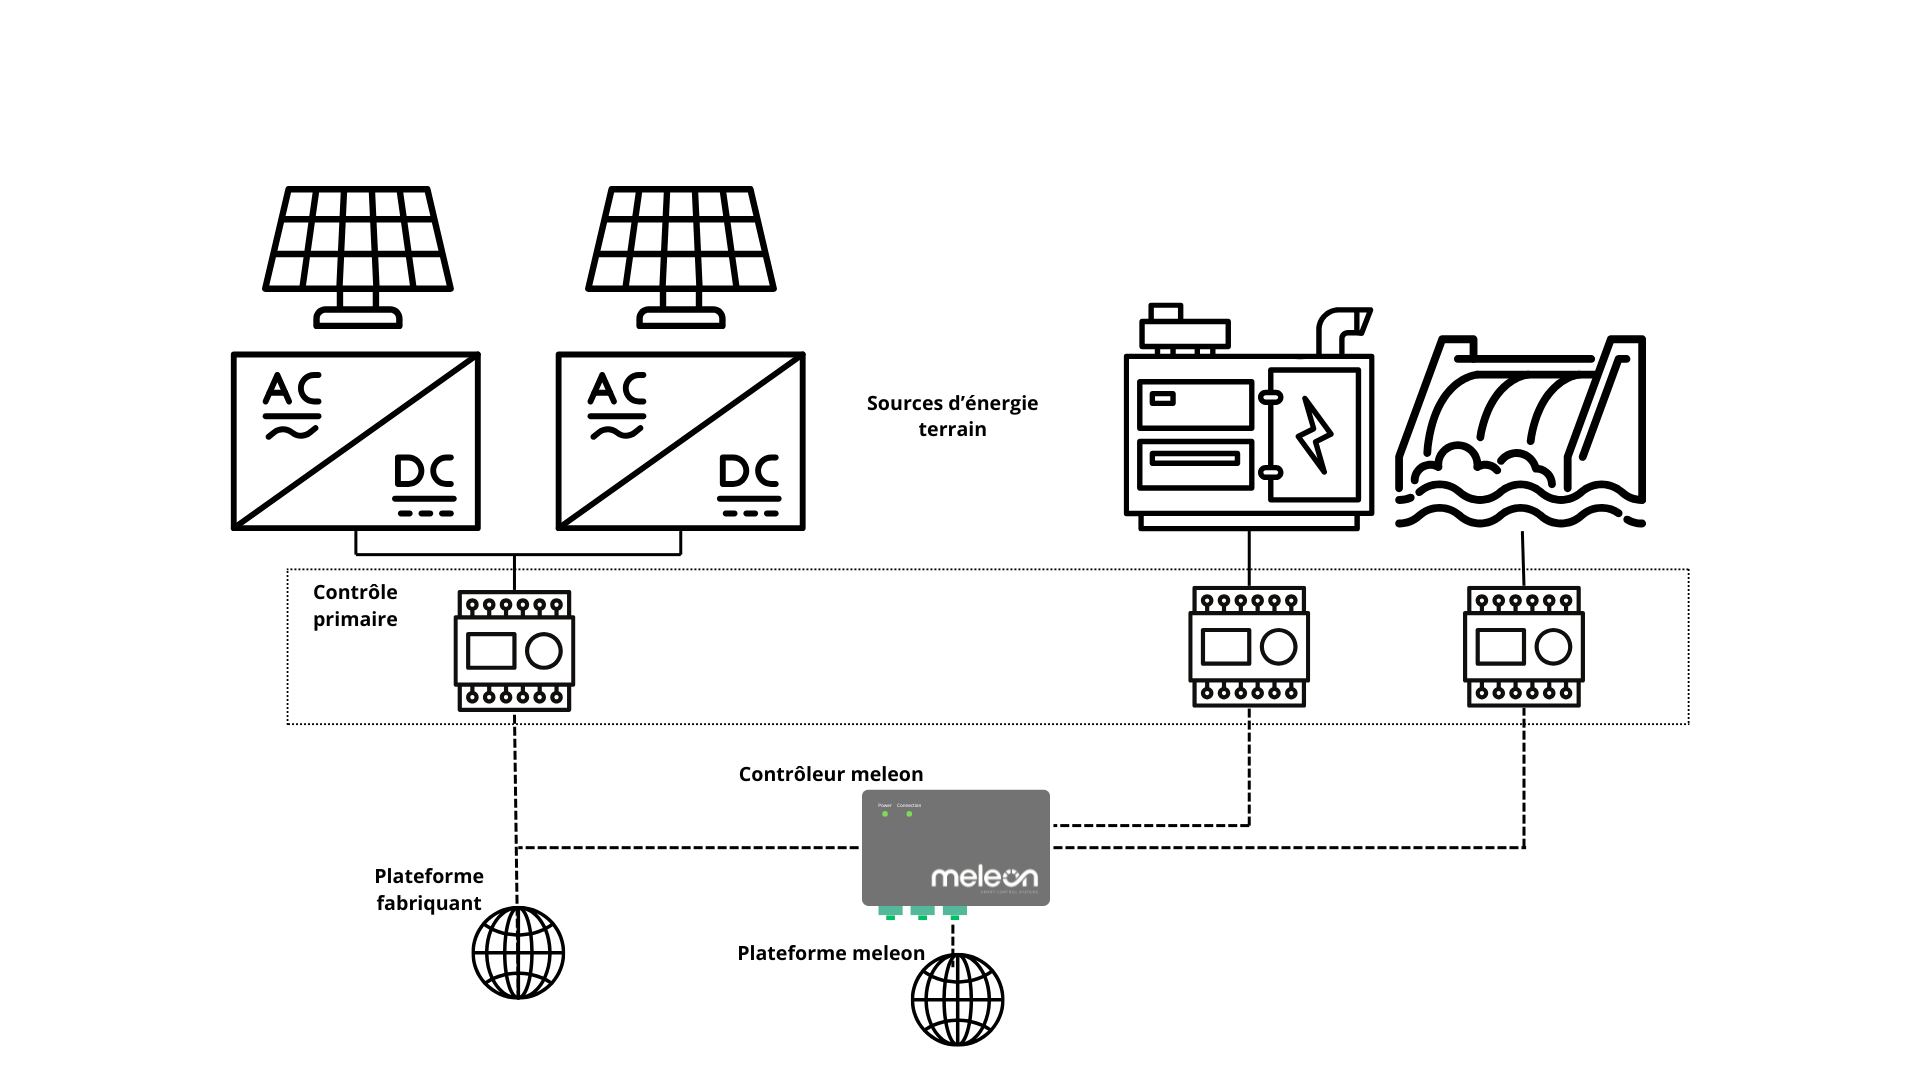 AC
DC
AC
DC
Sources d’énergie
terrain
Contrôle
primaire
Contrôleur meleon
Power Connection
meleon
Plateforme
fabriquant
Plateforme meleon